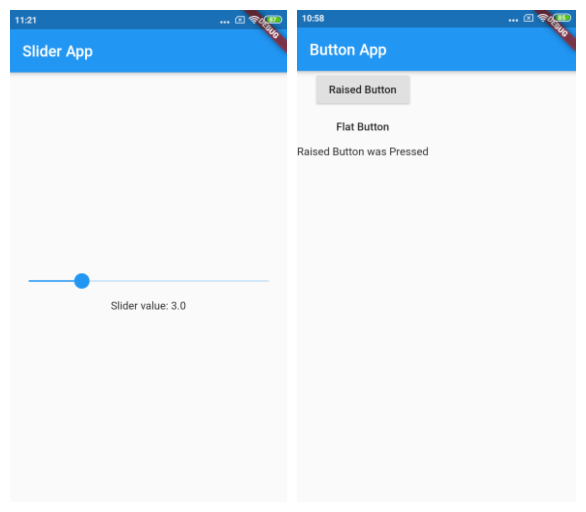 11:21
67
DEBUG
Slider App
Slider value: 3.0
10:58
DEBUG
Button App
Raised Button
Flat Button
Raised Button was Pressed